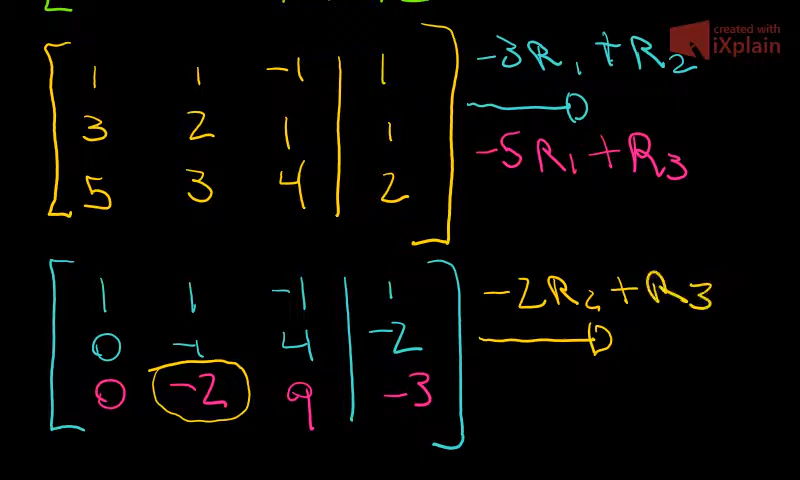 created with
iXplain
1 1 -1 | 1 -3R1 + R2
3 2 1 | 1 -5R1 + R3
5 3 4 | 2
1 1 -1 | 1 -2R2 + R3
0 -1 4 | -2
0 -2 9 | -3